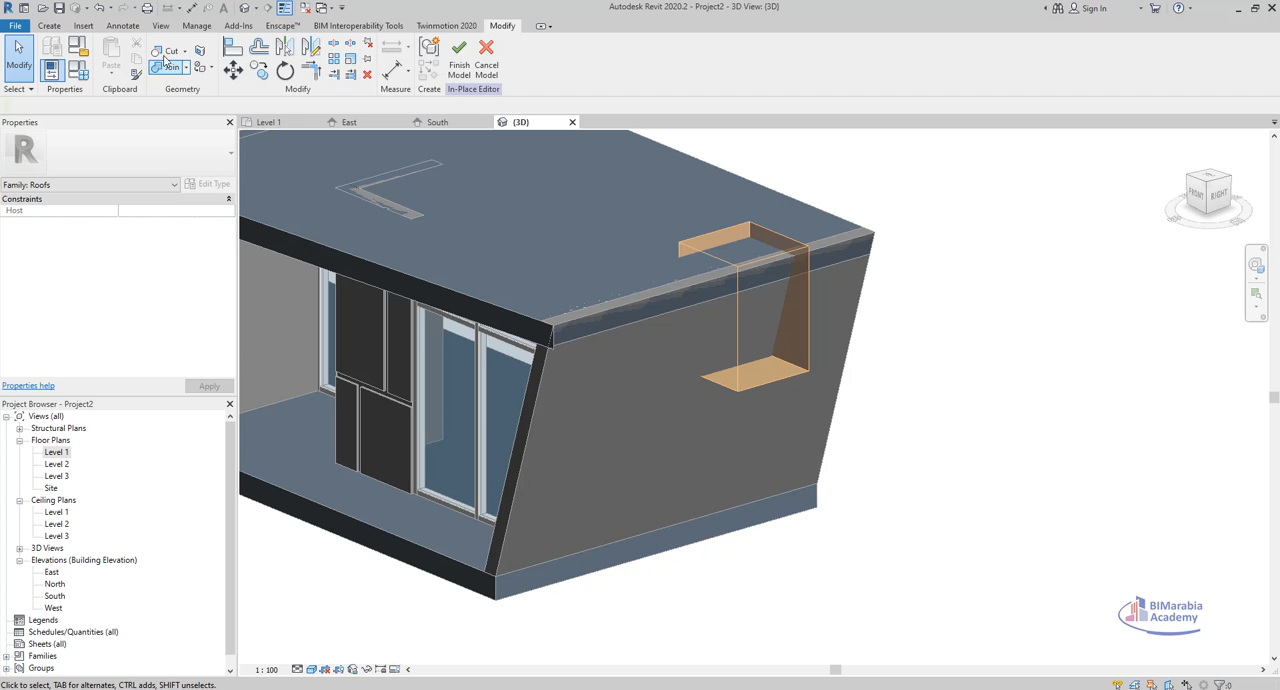 Autodesk Revit 2020.2 - Project2 - 3D View: {3D}
Sign In
File Create Insert Annotate View Manage Add-Ins Enscape™ BIM Interoperability Tools Twinmotion 2020 Modify
Modify
Paste
Cut
Join
Finish Model
Cancel Model
Select Properties Clipboard Geometry Modify Measure Create In-Place Editor
Properties
Level 1 East South {3D}
R
Family: Roofs
Edit Type
Constraints
Host
Properties help
Apply
FRONT RIGHT
Project Browser - Project2
Views (all)
Structural Plans
Floor Plans
Level 1
Level 2
Level 3
Site
Ceiling Plans
Level 1
Level 2
Level 3
3D Views
Elevations (Building Elevation)
East
North
South
West
Legends
Schedules/Quantities (all)
Sheets (all)
Families
Groups
BIMarabia
Academy
1 : 100
Click to select, TAB for alternates, CTRL adds, SHIFT unselects.
:0